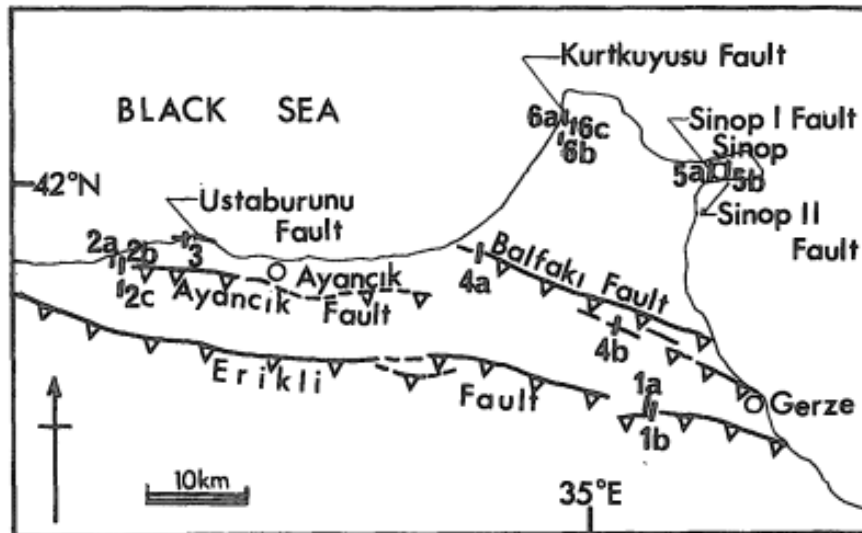 Kurtkuyusu Fault
BLACK SEA
6a
6c
6b
Sinop I Fault
Sinop
5a
5b
Sinop II
Fault
42°N
Ustaburunu
Fault
2a
2b
3
2c
Ayancık
Ayancık
Fault
Balfakı Fault
4a
4b
Erikli
Fault
1a
1b
Gerze
10km
35°E